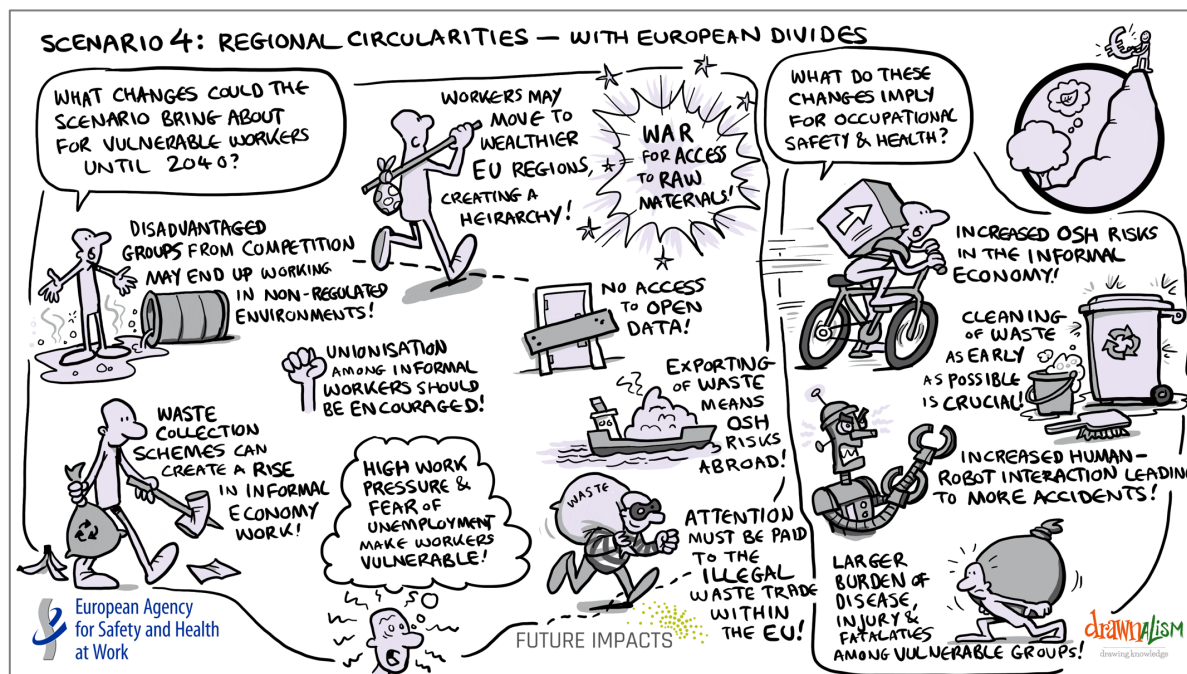 SCENARIO 4: REGIONAL CIRCULARITIES — WITH EUROPEAN DIVIDES
WHAT CHANGES COULD THE
SCENARIO BRING ABOUT
FOR VULNERABLE WORKERS
UNTIL 2040?
WORKERS MAY
MOVE TO
WEALTHIER
EU REGIONS,
CREATING A
HEIRARCHY!
WAR
FOR ACCESS
TO RAW
MATERIALS!
DISADVANTAGED
GROUPS FROM COMPETITION
MAY END UP WORKING
IN NON-REGULATED
ENVIRONMENTS!
NO ACCESS
TO OPEN
DATA!
UNIONISATION
AMONG INFORMAL
WORKERS SHOULD
BE ENCOURAGED!
EXPORTING
OF WASTE
MEANS
OSH
RISKS
ABROAD!
WASTE
COLLECTION
SCHEMES CAN
CREATE A RISE
IN INFORMAL
ECONOMY
WORK!
HIGH WORK
PRESSURE &
FEAR OF
UNEMPLOYMENT
MAKE WORKERS
VULNERABLE!
WASTE
ATTENTION
MUST BE PAID
TO THE
ILLEGAL
WASTE TRADE
WITHIN
THE EU!
WHAT DO THESE
CHANGES IMPLY
FOR OCCUPATIONAL
SAFETY & HEALTH?
€
INCREASED OSH RISKS
IN THE INFORMAL
ECONOMY!
CLEANING
OF WASTE
AS EARLY
AS POSSIBLE
IS CRUCIAL!
INCREASED HUMAN-
ROBOT INTERACTION LEADING
TO MORE ACCIDENTS!
LARGER
BURDEN OF
DISEASE,
INJURY &
FATALATIES
AMONG VULNERABLE GROUPS!
European Agency
for Safety and Health
at Work
FUTURE IMPACTS
drawnALISM
drawing knowledge